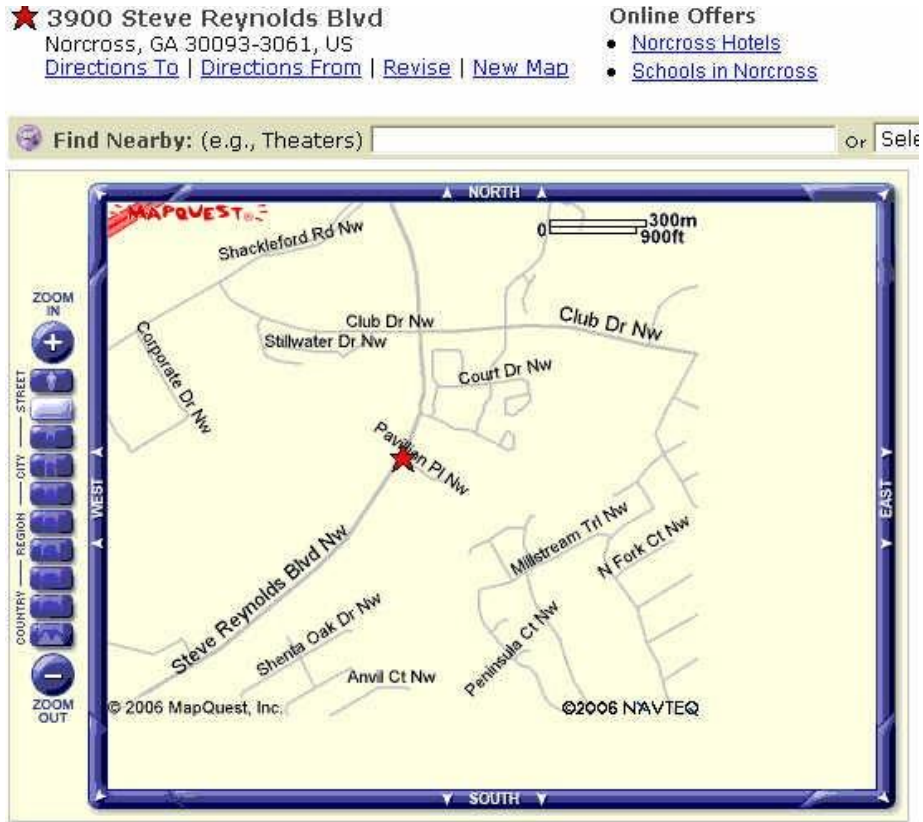 3900 Steve Reynolds Blvd
Norcross, GA 30093-3061, US
Directions To | Directions From | Revise | New Map
Online Offers
• Norcross Hotels
• Schools in Norcross
Find Nearby: (e.g., Theaters)
or
NORTH
MAPQUEST
0
300m
900ft
Shackleford Rd Nw
Club Dr Nw
Club Dr Nw
Stillwater Dr Nw
Corporate Dr Nw
Court Dr Nw
Pavilion Pl Nw
ZOOM
IN
STREET
CITY
REGION
COUNTRY
ZOOM
OUT
WEST
EAST
Millstream Trl Nw
N Fork Ct Nw
Steve Reynolds Blvd Nw
Shenta Oak Dr Nw
Peninsula Ct Nw
Anvil Ct Nw
© 2006 MapQuest, Inc.
©2006 NAVTEQ
SOUTH